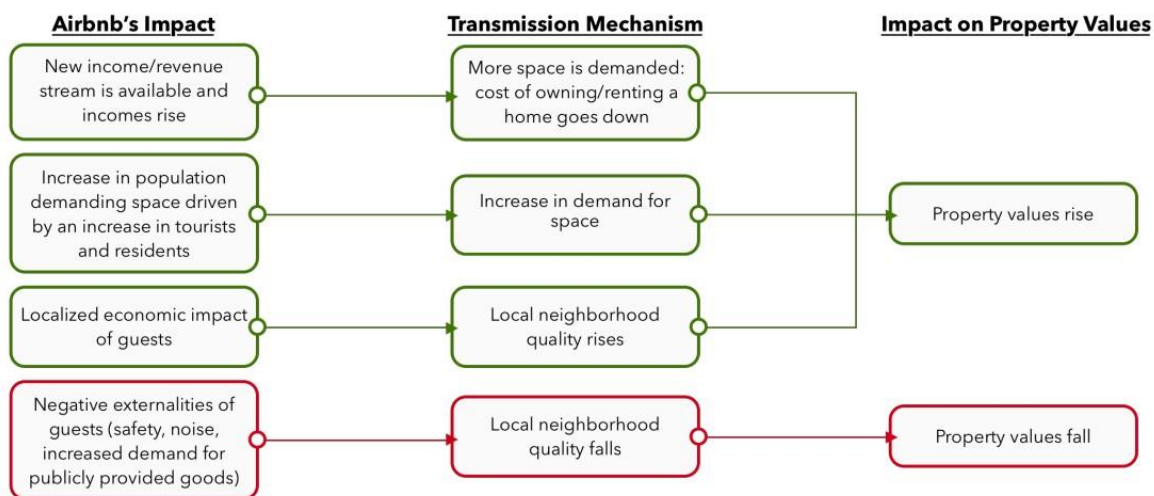 Airbnb's Impact
Transmission Mechanism
Impact on Property Values
New income/revenue
stream is available and
incomes rise
More space is demanded:
cost of owning/renting a
home goes down
Increase in population
demanding space driven
by an increase in tourists
and residents
Increase in demand for
space
Property values rise
Localized economic impact
of guests
Local neighborhood
quality rises
Negative externalities of
guests (safety, noise,
increased demand for
publicly provided goods)
Local neighborhood
quality falls
Property values fall